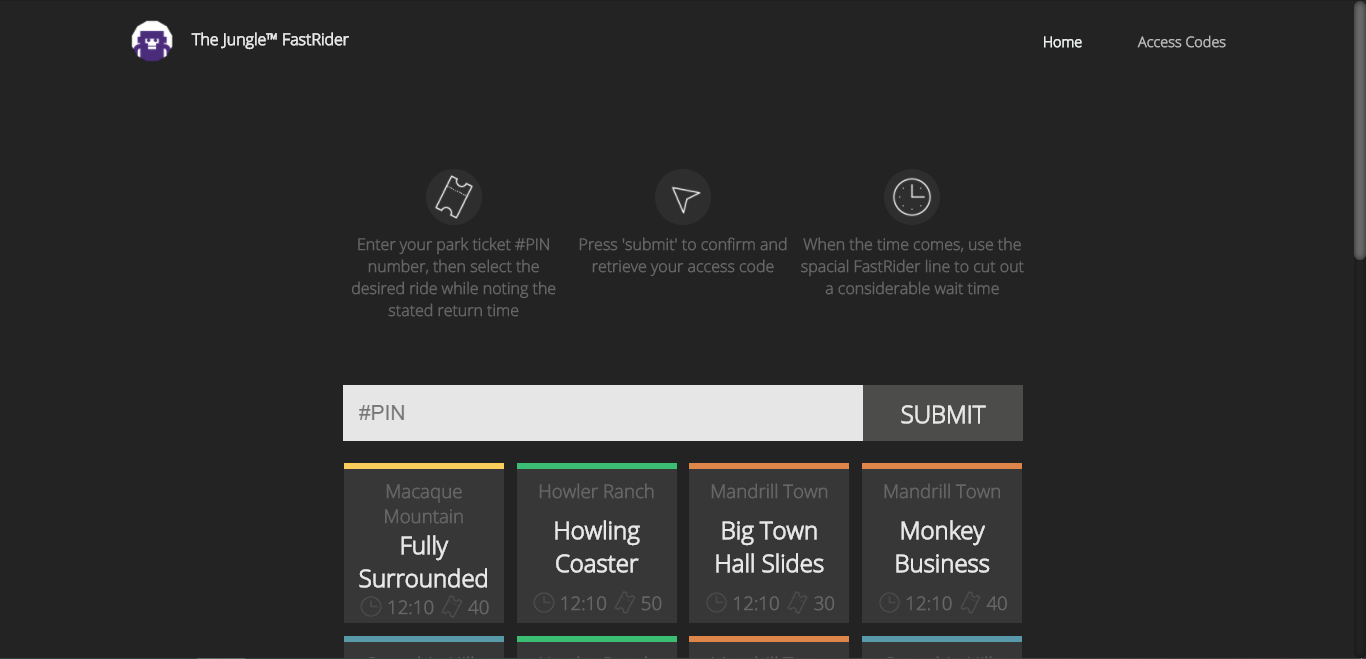 The Jungle™ FastRider
Home
Access Codes
Enter your park ticket #PIN
number, then select the
desired ride while noting the
stated return time
Press 'submit' to confirm and
retrieve your access code
When the time comes, use the
spacial FastRider line to cut out
a considerable wait time
#PIN
SUBMIT
Macaque
Mountain
Fully
Surrounded
12:10 40
Howler Ranch
Howling
Coaster
12:10 50
Mandrill Town
Big Town
Hall Slides
12:10 30
Mandrill Town
Monkey
Business
12:10 40